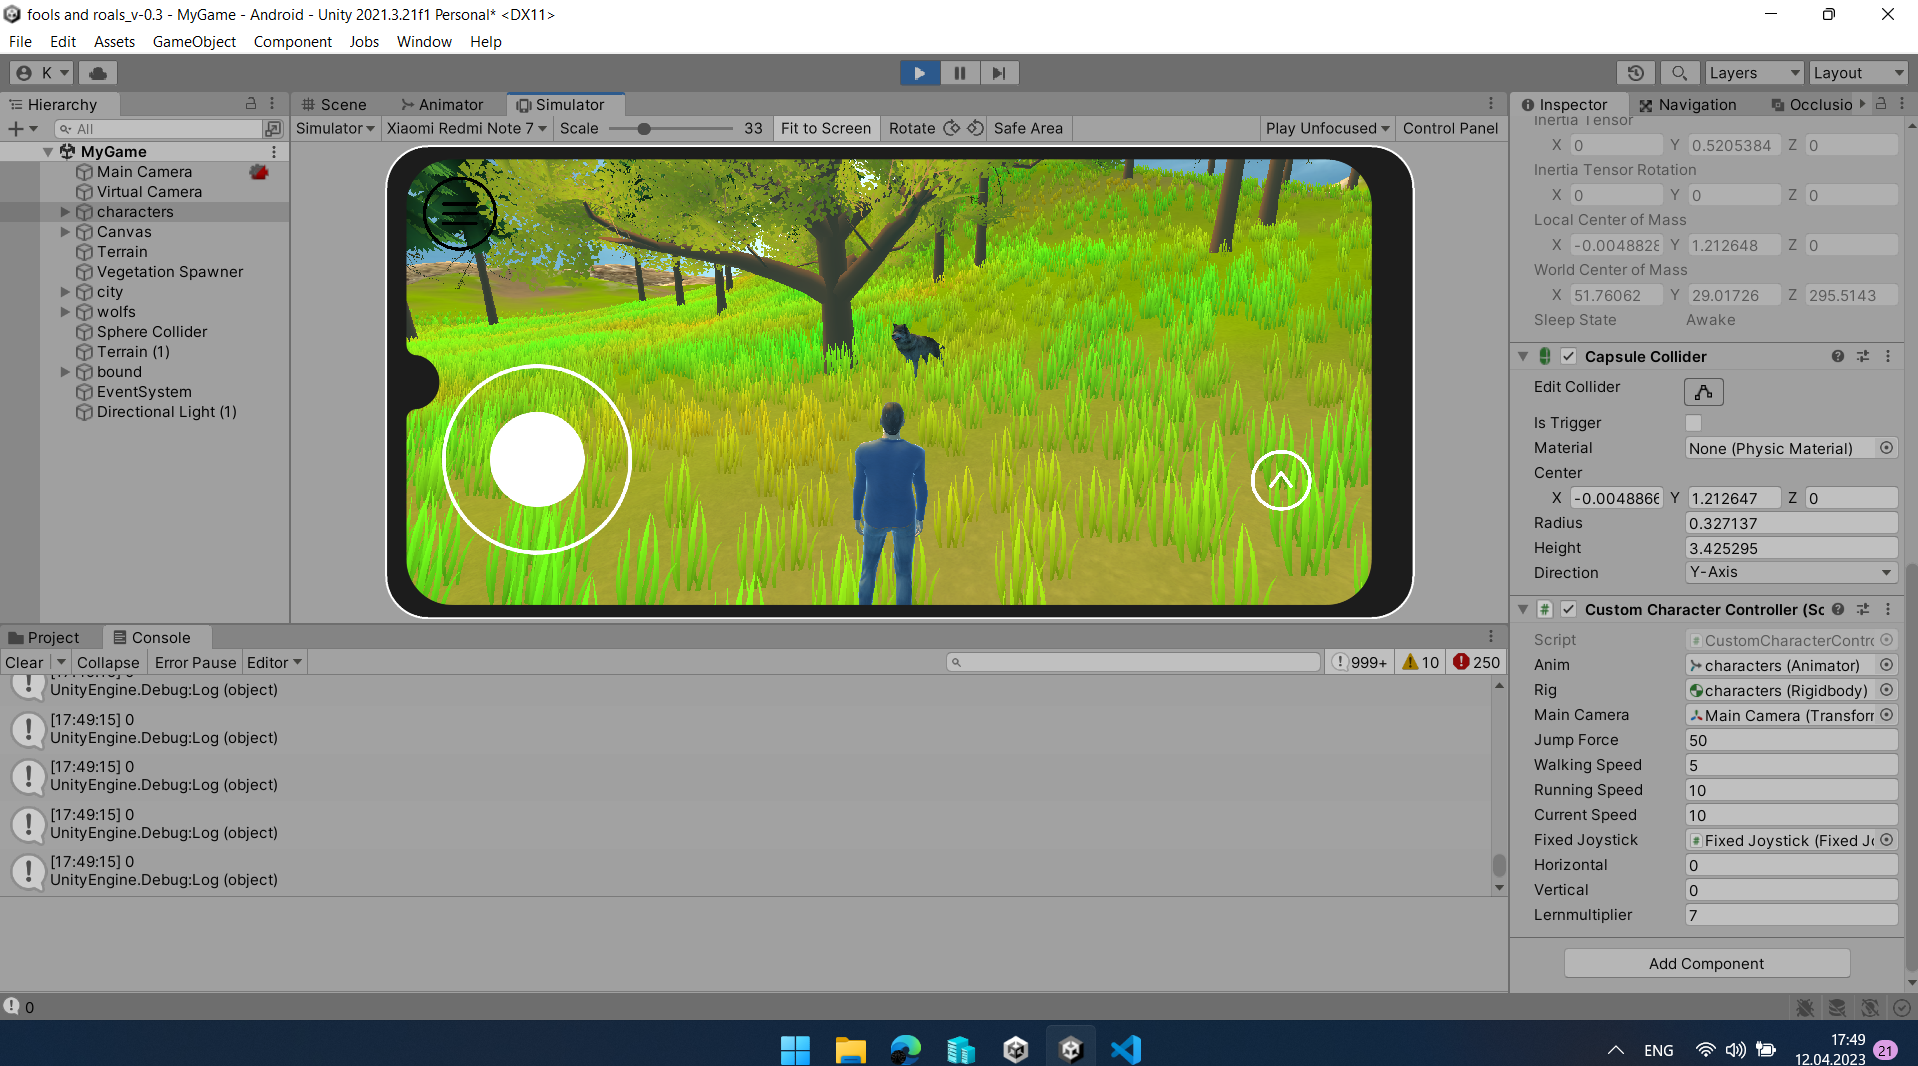 fools and roals_v-0.3 - MyGame - Android - Unity 2021.3.21f1 Personal* <DX11>
File Edit Assets GameObject Component Jobs Window Help
K Layers Layout
Hierarchy
All
MyGame
Main Camera
Virtual Camera
characters
Canvas
Terrain
Vegetation Spawner
city
wolfs
Sphere Collider
Terrain (1)
bound
EventSystem
Directional Light (1)
Scene Animator Simulator
Simulator Xiaomi Redmi Note 7 Scale 33 Fit to Screen Rotate Safe Area Play Unfocused Control Panel
Project Console
Clear Collapse Error Pause Editor 999+ 10 250
UnityEngine.Debug:Log (object)
[17:49:15] 0
UnityEngine.Debug:Log (object)
[17:49:15] 0
UnityEngine.Debug:Log (object)
[17:49:15] 0
UnityEngine.Debug:Log (object)
[17:49:15] 0
UnityEngine.Debug:Log (object)
0
Inspector Navigation Occlusio
Inertia Tensor
X 0 Y 0.5205384 Z 0
Inertia Tensor Rotation
X 0 Y 0 Z 0
Local Center of Mass
X -0.0048828 Y 1.212648 Z 0
World Center of Mass
X 51.76062 Y 29.01726 Z 295.5143
Sleep State Awake
Capsule Collider
Edit Collider
Is Trigger
Material None (Physic Material)
Center
X -0.0048866 Y 1.212647 Z 0
Radius 0.327137
Height 3.425295
Direction Y-Axis
# Custom Character Controller (Sc
Script # CustomCharacterContro
Anim characters (Animator)
Rig characters (Rigidbody)
Main Camera Main Camera (Transforn
Jump Force 50
Walking Speed 5
Running Speed 10
Current Speed 10
Fixed Joystick # Fixed Joystick (Fixed Jo
Horizontal 0
Vertical 0
Lernmultiplier 7
Add Component
ENG 17:49
12.04.2023 21